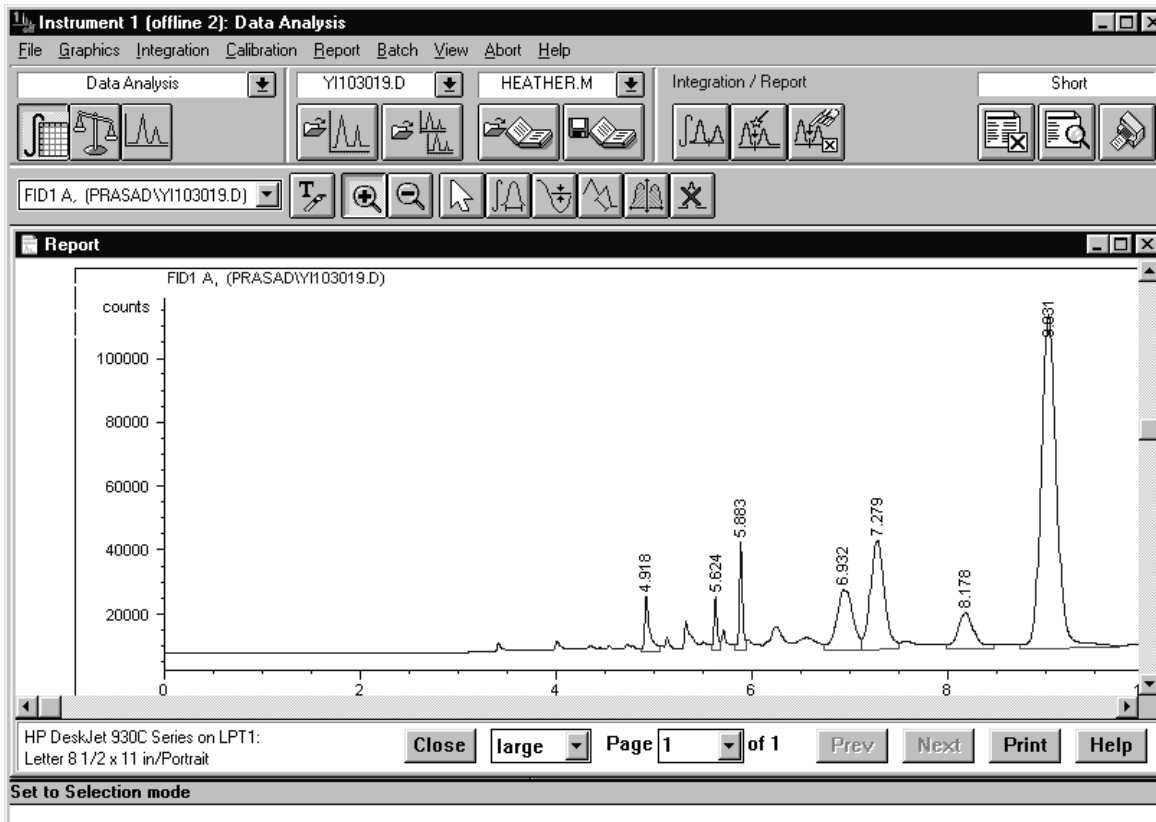 Instrument 1 (offline 2): Data Analysis
File Graphics Integration Calibration Report Batch View Abort Help
Data Analysis YI103019.D HEATHER.M Integration / Report Short
FID1 A, (PRASAD\YI103019.D)
Report
FID1 A, (PRASAD\YI103019.D)
counts
100000
80000
60000
40000
20000
4.918
5.624
5.883
6.932
7.279
8.178
0 2 4 6 8 1
HP DeskJet 930C Series on LPT1:
Letter 8 1/2 x 11 in/Portrait
Close large Page 1 of 1 Prev Next Print Help
Set to Selection mode